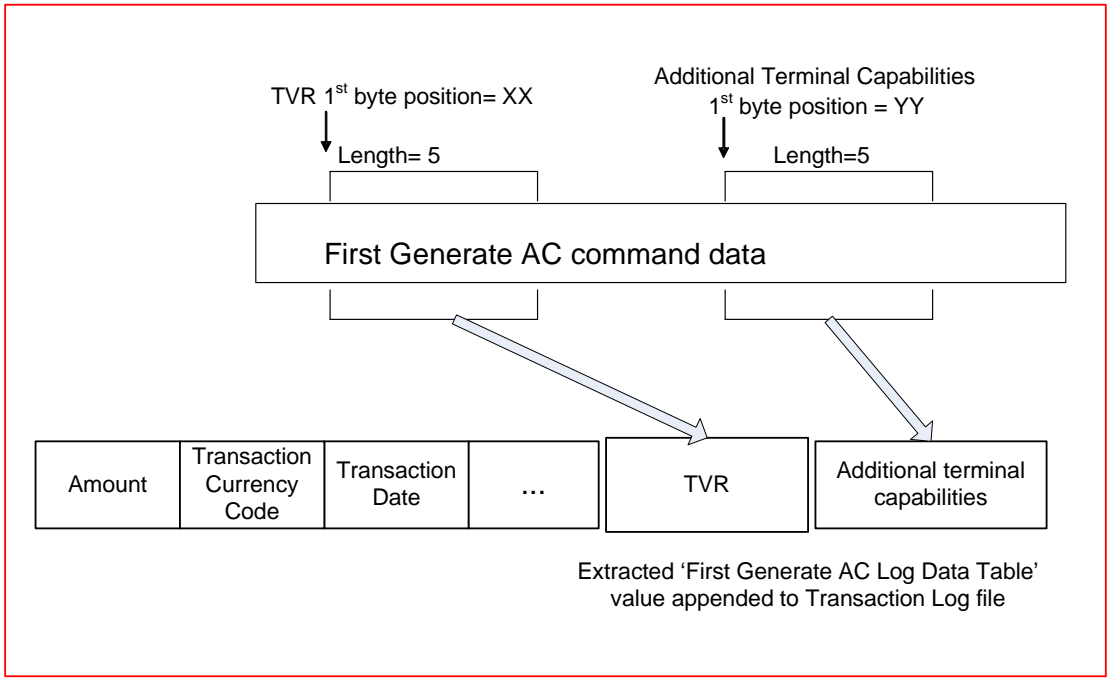 Additional Terminal Capabilities
TVR 1st byte position= XX
1st byte position = YY
Length= 5
Length=5
First Generate AC command data
Amount
Transaction
Currency
Code
Transaction
Date
...
TVR
Additional terminal
capabilities
Extracted ‘First Generate AC Log Data Table’
value appended to Transaction Log file